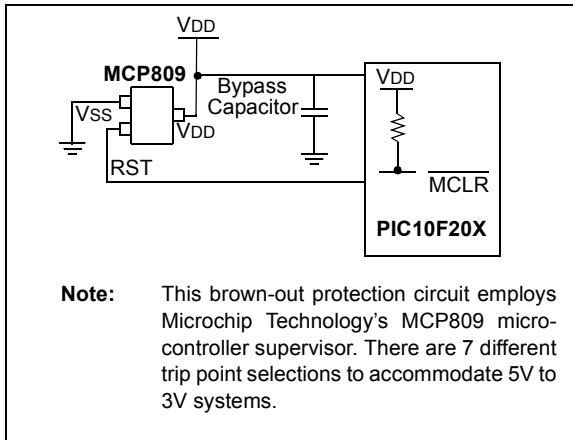 VDD
MCP809
Bypass
Capacitor
VSS
VDD
RST
VDD
MCLR
PIC10F20X
Note: This brown-out protection circuit employs
Microchip Technology’s MCP809 micro-
controller supervisor. There are 7 different
trip point selections to accommodate 5V to
3V systems.